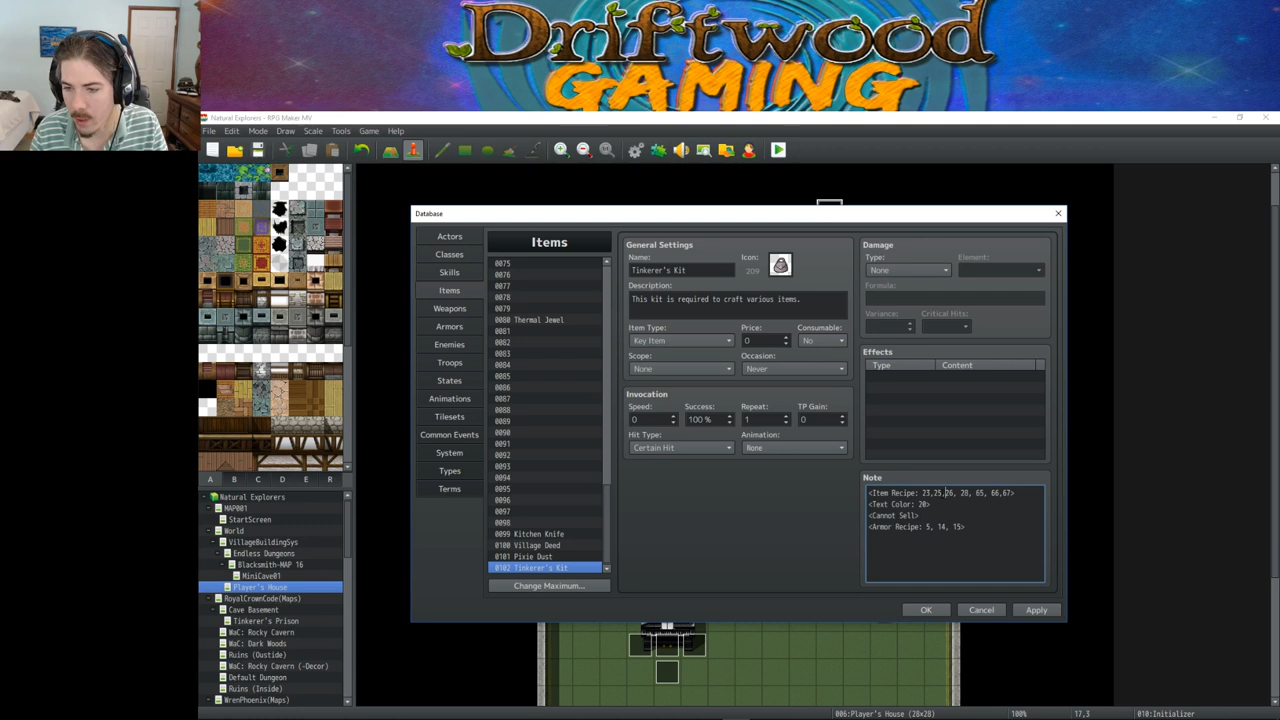 Driftwood
GAMING
Natural Explorers - RPG Maker MV
File Edit Mode Draw Scale Tools Game Help
Database
Actors
Classes
Skills
Items
Weapons
Armors
Enemies
Troops
States
Animations
Tilesets
Common Events
System
Types
Terms
Items
0075
0076
0077
0078
0079
0080 Thermal Jewel
0081
0082
0083
0084
0085
0086
0087
0088
0089
0090
0091
0092
0093
0094
0095
0096
0097
0098
0099 Kitchen Knife
0100 Village Deed
0101 Pixie Dust
0102 Tinkerer's Kit
Change Maximum...
General Settings
Name: Icon:
Tinkerer's Kit 209
Description:
This kit is required to craft various items.
Item Type: Price: Consumable:
Key Item 0 No
Scope: Occasion:
None Never
Invocation
Speed: Success: Repeat: TP Gain:
0 100 % 1 0
Hit Type: Animation:
Certain Hit None
Damage
Type: Element:
None
Formula:
Variance: Critical Hits:
Effects
Type Content
Note
<Item Recipe: 23,25,26, 28, 65, 66,67>
<Text Color: 20>
<Cannot Sell>
<Armor Recipe: 5, 14, 15>
OK Cancel Apply
A B C D E R
Natural Explorers
MAP001
StartScreen
World
VillageBuildingSys
Endless Dungeons
Blacksmith-MAP 16
MiniCave01
Player's House
RoyalCrownCode(Maps)
Cave Basement
Tinkerer's Prison
WaC: Rocky Cavern
WaC: Dark Woods
Ruins (Oustide)
WaC: Rocky Cavern (-Decor)
Default Dungeon
Ruins (Inside)
WrenPhoenix(Maps)
006:Player's House (28×28) 100% 17,3 010:Initializer